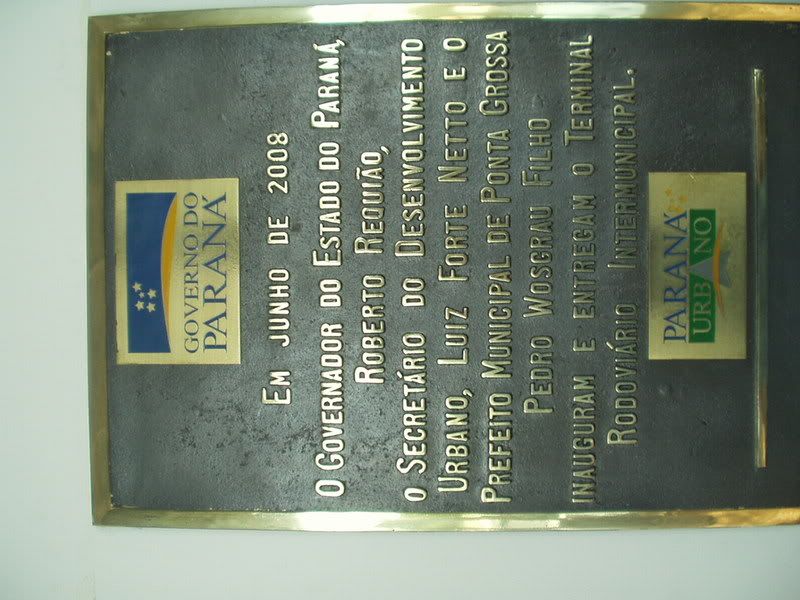 GOVERNO DO
PARANÁ
EM JUNHO DE 2008
O GOVERNADOR DO ESTADO DO PARANÁ,
ROBERTO REQUIÃO,
O SECRETÁRIO DO DESENVOLVIMENTO
URBANO, LUIZ FORTE NETTO E O
PREFEITO MUNICIPAL DE PONTA GROSSA
PEDRO WOSGRAU FILHO
INAUGURAM E ENTREGAM O TERMINAL
RODOVIÁRIO INTERMUNICIPAL.
PARANÁ
URBANO